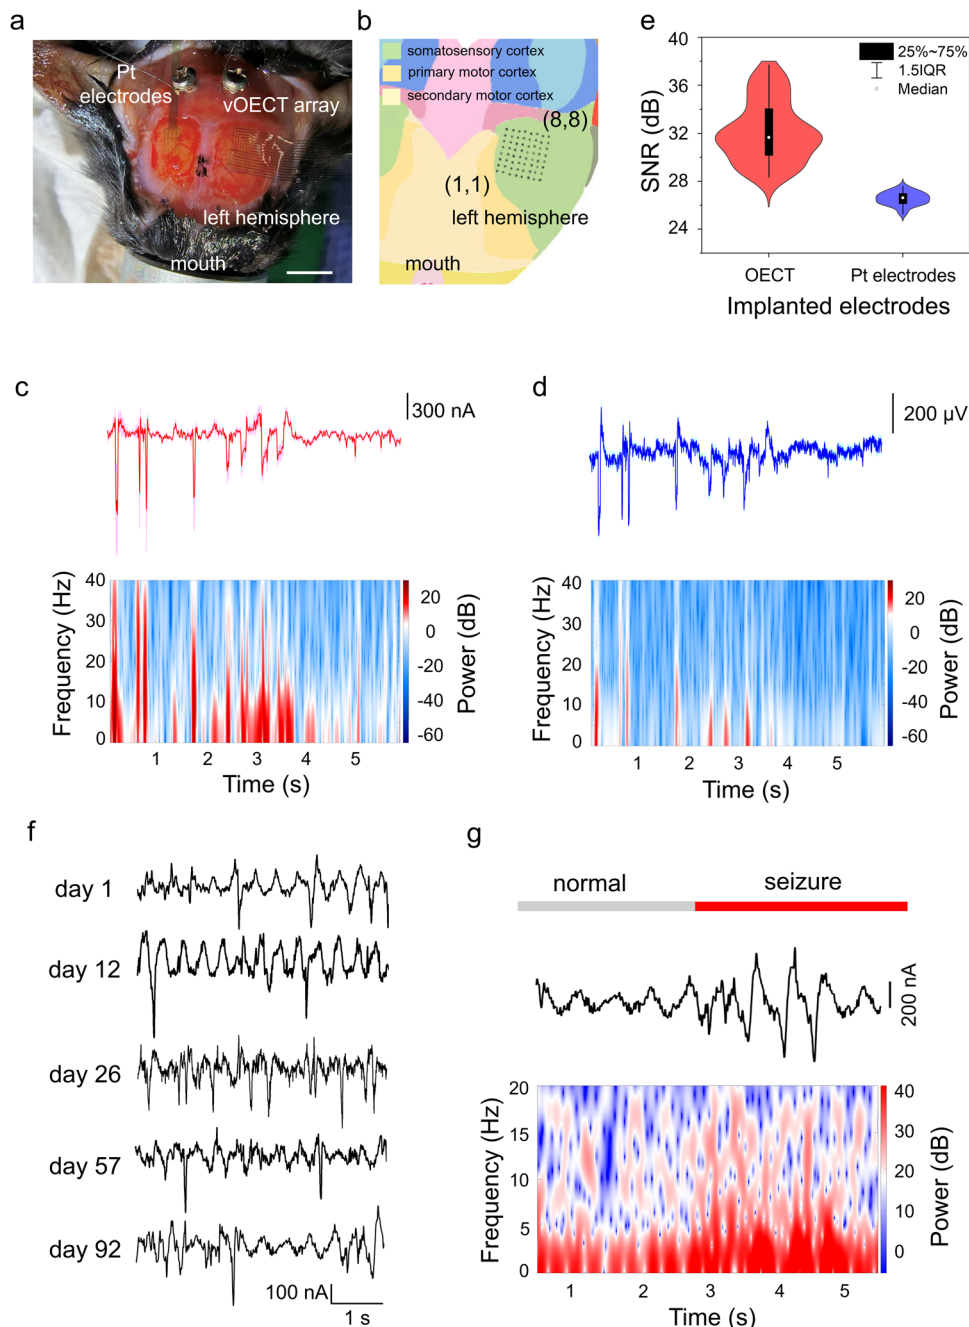 a
Pt
electrodes
vOECT array
left hemisphere
mouth
b
somatosensory cortex
primary motor cortex
secondary motor cortex
(8,8)
(1,1)
left hemisphere
mouth
e
40
36
32
28
24
SNR (dB)
25%~75%
1.5IQR
Median
OECT
Pt electrodes
Implanted electrodes
c
300 nA
40
30
20
10
0
Frequency (Hz)
1 2 3 4 5
Time (s)
20
0
-20
-40
-60
Power (dB)
d
200 μV
40
30
20
10
0
Frequency (Hz)
1 2 3 4 5
Time (s)
20
0
-20
-40
-60
Power (dB)
f
day 1
day 12
day 26
day 57
day 92
100 nA
1 s
g
normal
seizure
200 nA
20
15
10
5
0
Frequency (Hz)
1 2 3 4 5
Time (s)
40
30
20
10
0
Power (dB)